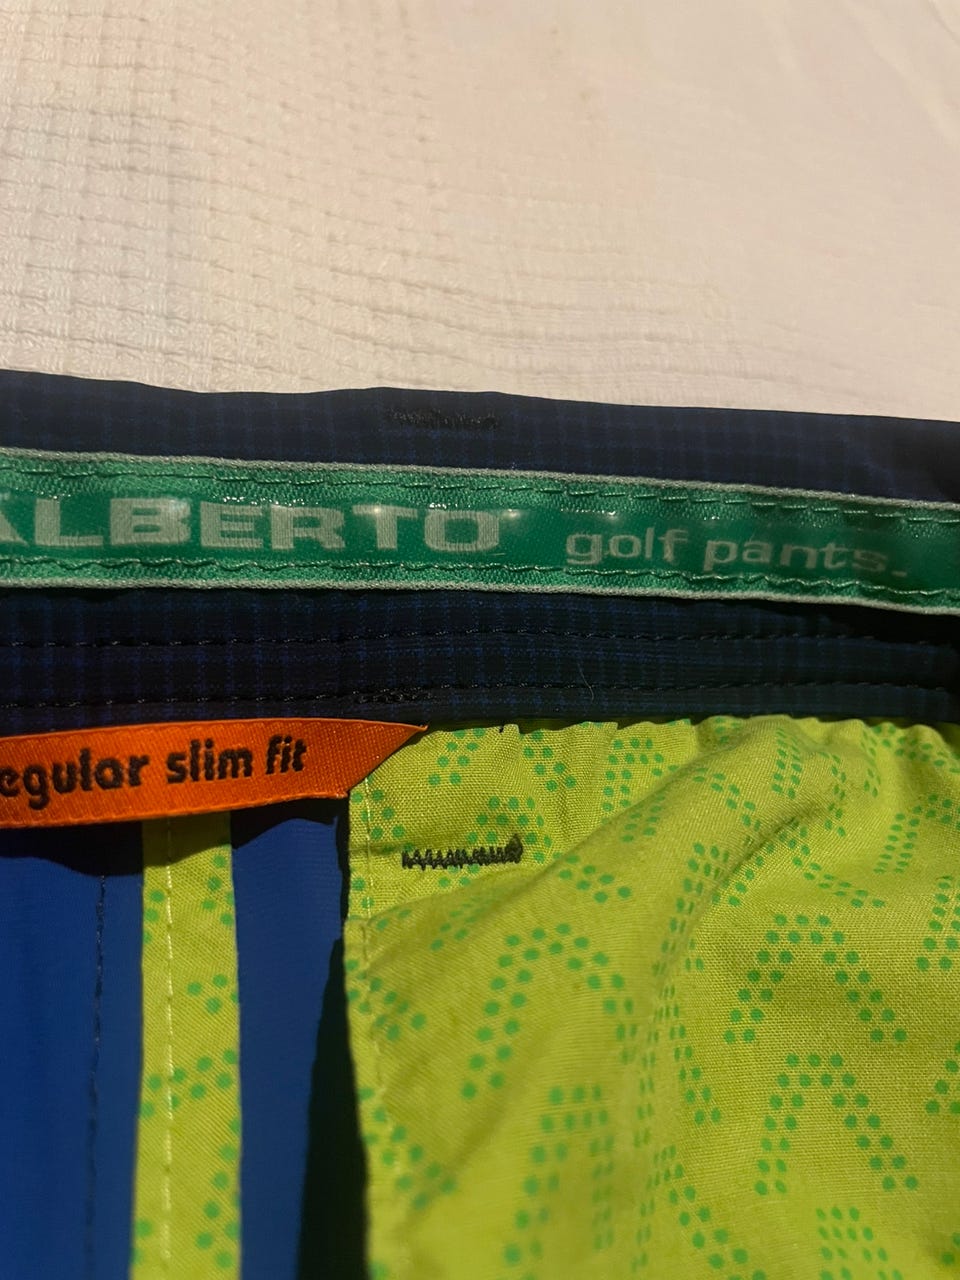 ALBERTO golf pants.
egular slim fit